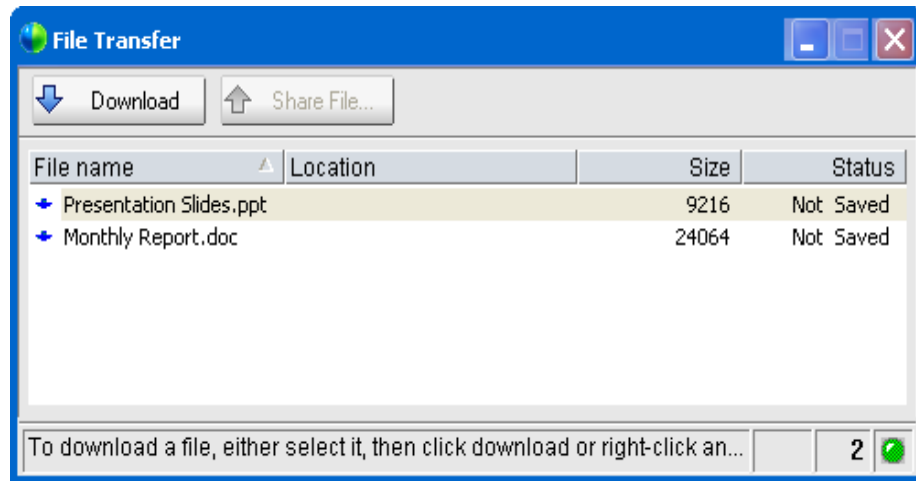 File Transfer
Download Share File...
File name Location Size Status
Presentation Slides.ppt 9216 Not Saved
Monthly Report.doc 24064 Not Saved
To download a file, either select it, then click download or right-click an... 2